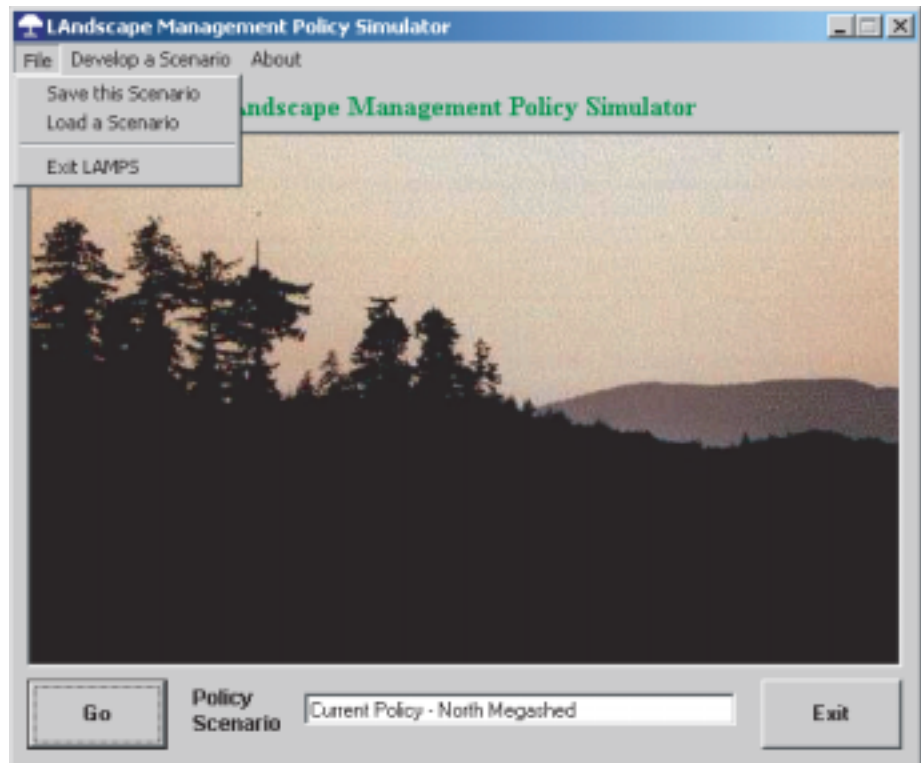 LAndscape Management Policy Simulator
File Develop a Scenario About
Save this Scenario
Load a Scenario
Exit LAMPS
Andscape Management Policy Simulator
Go
Policy
Scenario
Current Policy - North Megashed
Exit